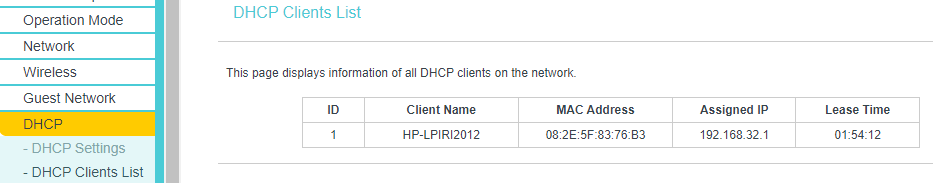 DHCP Clients List
Operation Mode
Network
Wireless
Guest Network
DHCP
- DHCP Settings
- DHCP Clients List
This page displays information of all DHCP clients on the network.
ID Client Name MAC Address Assigned IP Lease Time
1 HP-LPIRI2012 08:2E:5F:83:76:B3 192.168.32.1 01:54:12